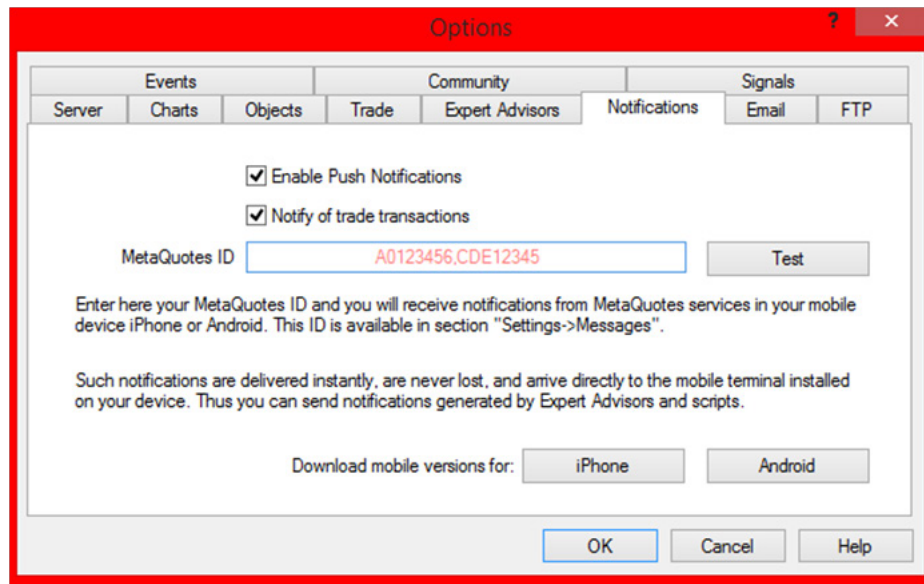 Options
?
Events Community Signals
Server Charts Objects Trade Expert Advisors Notifications Email FTP
Enable Push Notifications
Notify of trade transactions
MetaQuotes ID A0123456,CDE12345 Test
Enter here your MetaQuotes ID and you will receive notifications from MetaQuotes services in your mobile
device iPhone or Android. This ID is available in section "Settings->Messages".
Such notifications are delivered instantly, are never lost, and arrive directly to the mobile terminal installed
on your device. Thus you can send notifications generated by Expert Advisors and scripts.
Download mobile versions for: iPhone Android
OK Cancel Help